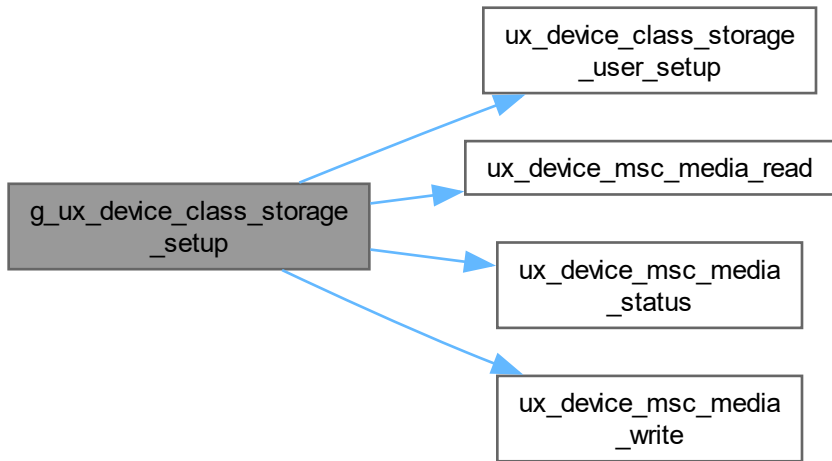 ux_device_class_storage
_user_setup
ux_device_msc_media_read
g_ux_device_class_storage
_setup
ux_device_msc_media
_status
ux_device_msc_media
_write